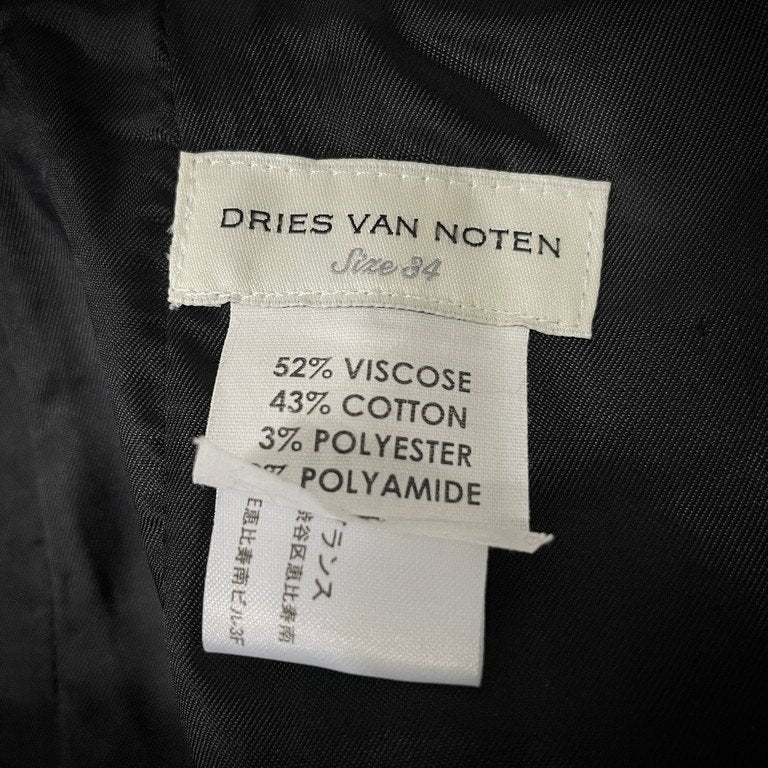 DRIES VAN NOTEN
Size 34
52% VISCOSE
43% COTTON
3% POLYESTER
% POLYAMIDE
ランス
渋谷区恵比寿南
E恵比寿南ビル3F